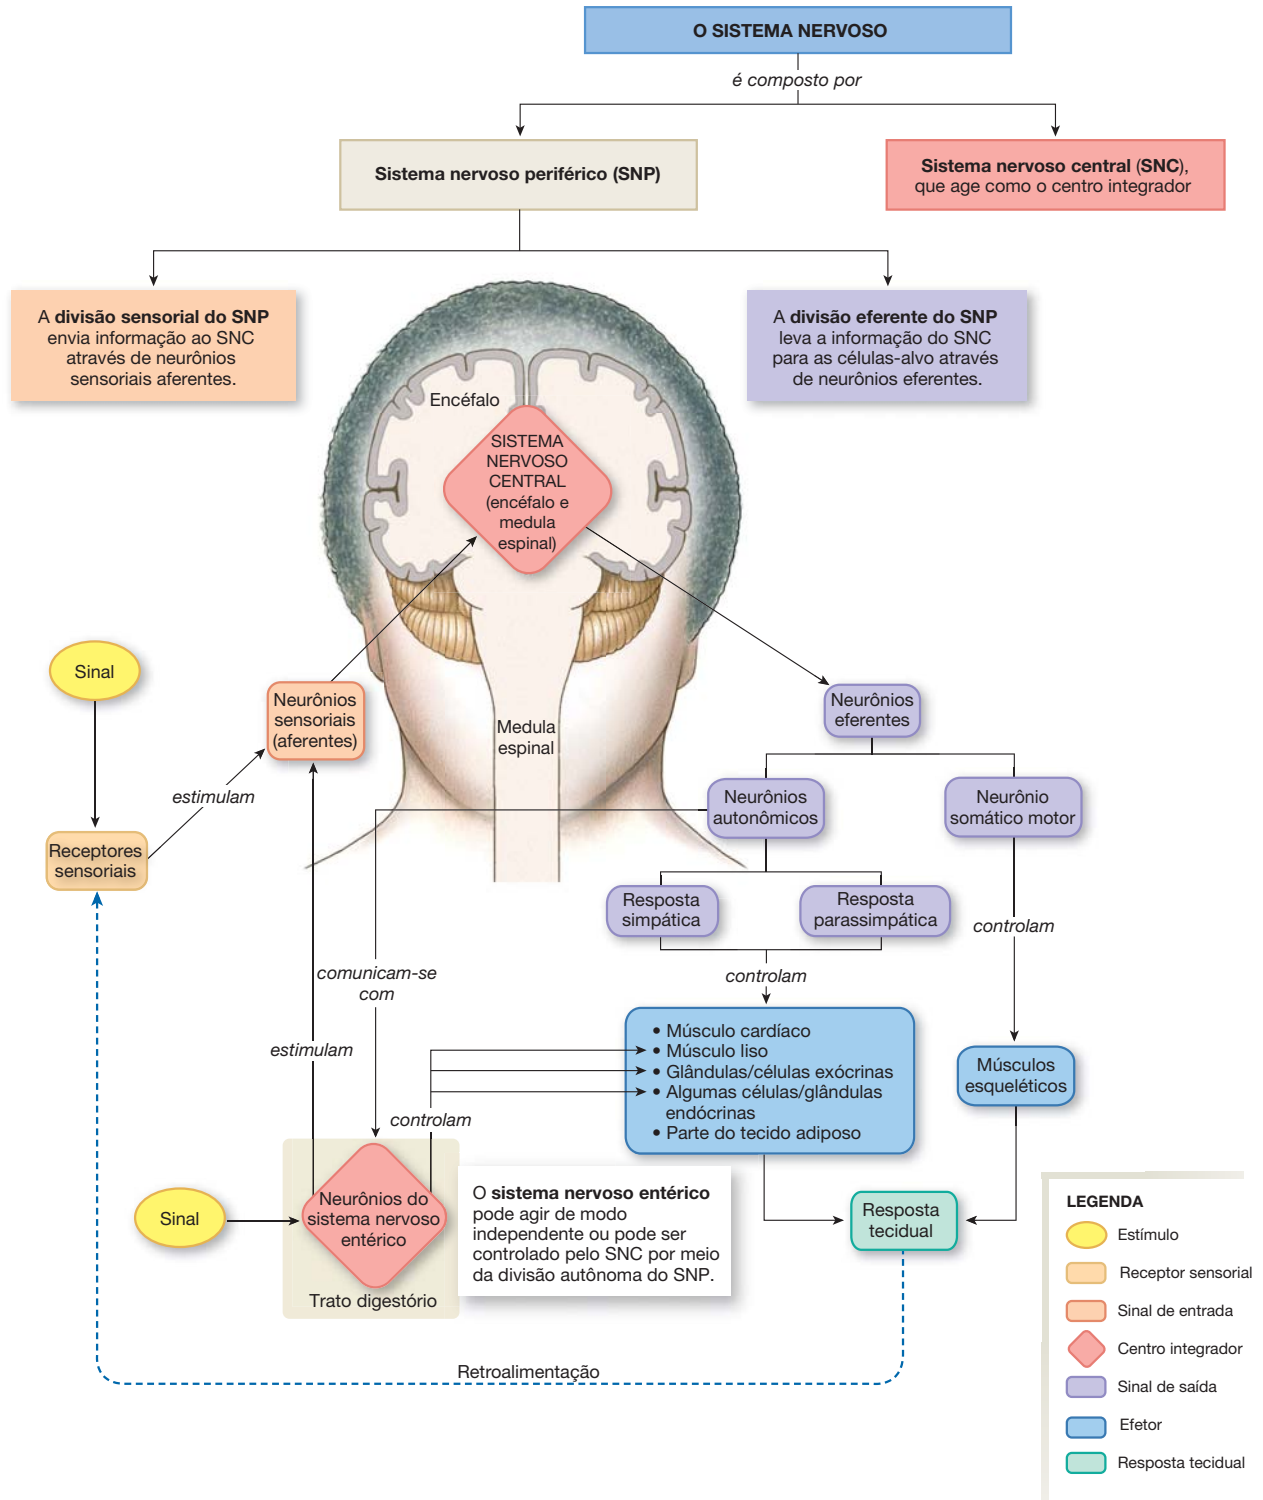 O SISTEMA NERVOSO
é composto por
Sistema nervoso periférico (SNP)
Sistema nervoso central (SNC),
que age como o centro integrador
A divisão sensorial do SNP
envia informação ao SNC
através de neurônios
sensoriais aferentes.
A divisão eferente do SNP
leva a informação do SNC
para as células-alvo através
de neurônios eferentes.
Encéfalo
SISTEMA
NERVOSO
CENTRAL
(encéfalo e
medula
espinal)
Sinal
Neurônios
sensoriais
(aferentes)
Neurônios
eferentes
Medula
espinal
estimulam
Neurônios
autonômicos
Neurônio
somático motor
Receptores
sensoriais
Resposta
simpática
Resposta
parassimpática
controlam
comunicam-se
com
controlam
estimulam
• Músculo cardíaco
• Músculo liso
• Glândulas/células exócrinas
• Algumas células/glândulas
endócrinas
• Parte do tecido adiposo
Músculos
esqueléticos
controlam
Sinal
Neurônios do
sistema nervoso
entérico
Trato digestório
O sistema nervoso entérico
pode agir de modo
independente ou pode ser
controlado pelo SNC por meio
da divisão autônoma do SNP.
Resposta
tecidual
Retroalimentação
LEGENDA
Estímulo
Receptor sensorial
Sinal de entrada
Centro integrador
Sinal de saída
Efetor
Resposta tecidual